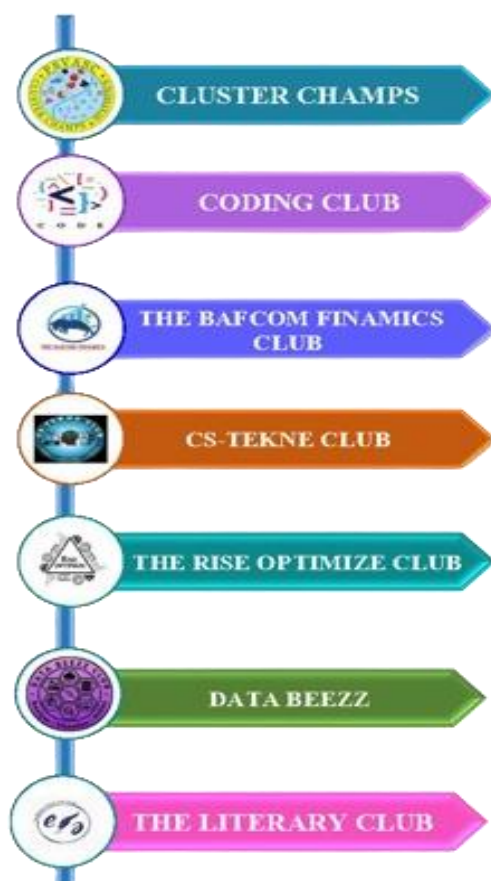 CLUSTER CHAMPS
CODING CLUB
CODE
THE BAFCOM FINAMICS
CLUB
CS-TEKNE CLUB
THE RISE OPTIMIZE CLUB
DATA BEEZZ
THE LITERARY CLUB